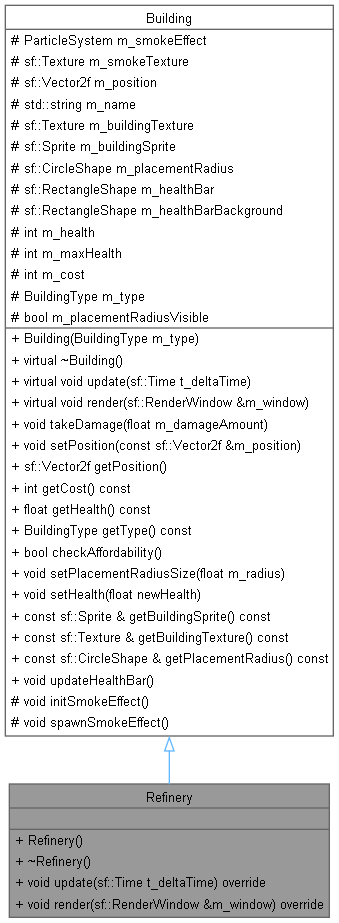 Building
# ParticleSystem m_smokeEffect
# sf::Texture m_smokeTexture
# sf::Vector2f m_position
# std::string m_name
# sf::Texture m_buildingTexture
# sf::Sprite m_buildingSprite
# sf::CircleShape m_placementRadius
# sf::RectangleShape m_healthBar
# sf::RectangleShape m_healthBarBackground
# int m_health
# int m_maxHealth
# int m_cost
# BuildingType m_type
# bool m_placementRadiusVisible
+ Building(BuildingType m_type)
+ virtual ~Building()
+ virtual void update(sf::Time t_deltaTime)
+ virtual void render(sf::RenderWindow &m_window)
+ void takeDamage(float m_damageAmount)
+ void setPosition(const sf::Vector2f &m_position)
+ sf::Vector2f getPosition()
+ int getCost() const
+ float getHealth() const
+ BuildingType getType() const
+ bool checkAffordability()
+ void setPlacementRadiusSize(float m_radius)
+ void setHealth(float newHealth)
+ const sf::Sprite & getBuildingSprite() const
+ const sf::Texture & getBuildingTexture() const
+ const sf::CircleShape & getPlacementRadius() const
+ void updateHealthBar()
# void initSmokeEffect()
# void spawnSmokeEffect()
Refinery
+ Refinery()
+ ~Refinery()
+ void update(sf::Time t_deltaTime) override
+ void render(sf::RenderWindow &m_window) override